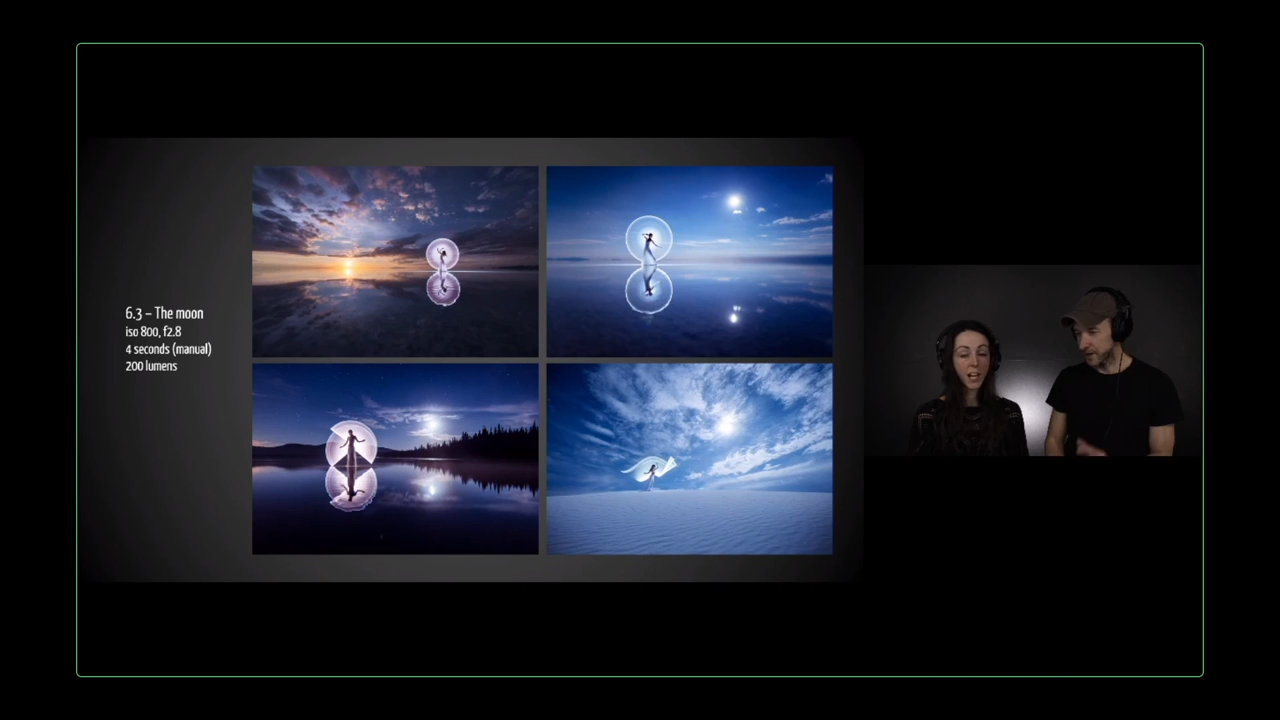 6.3 – The moon
iso 800, f2.8
4 seconds (manual)
200 lumens